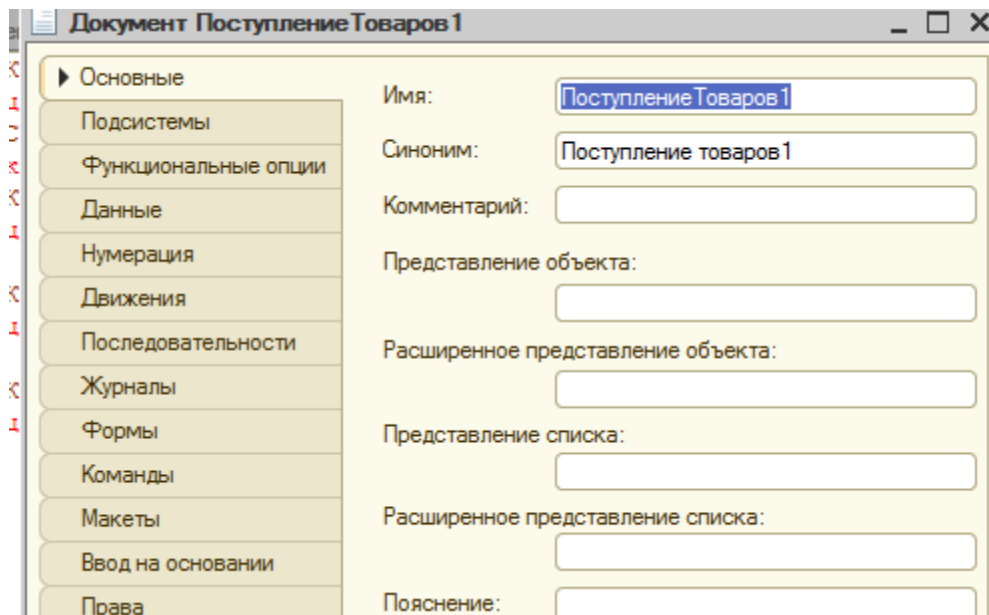 Документ ПоступлениеТоваров1
Основные
Подсистемы
Функциональные опции
Данные
Нумерация
Движения
Последовательности
Журналы
Формы
Команды
Макеты
Ввод на основании
Права
Имя: ПоступлениеТоваров1
Синоним: Поступление товаров1
Комментарий:
Представление объекта:
Расширенное представление объекта:
Представление списка:
Расширенное представление списка:
Пояснение: